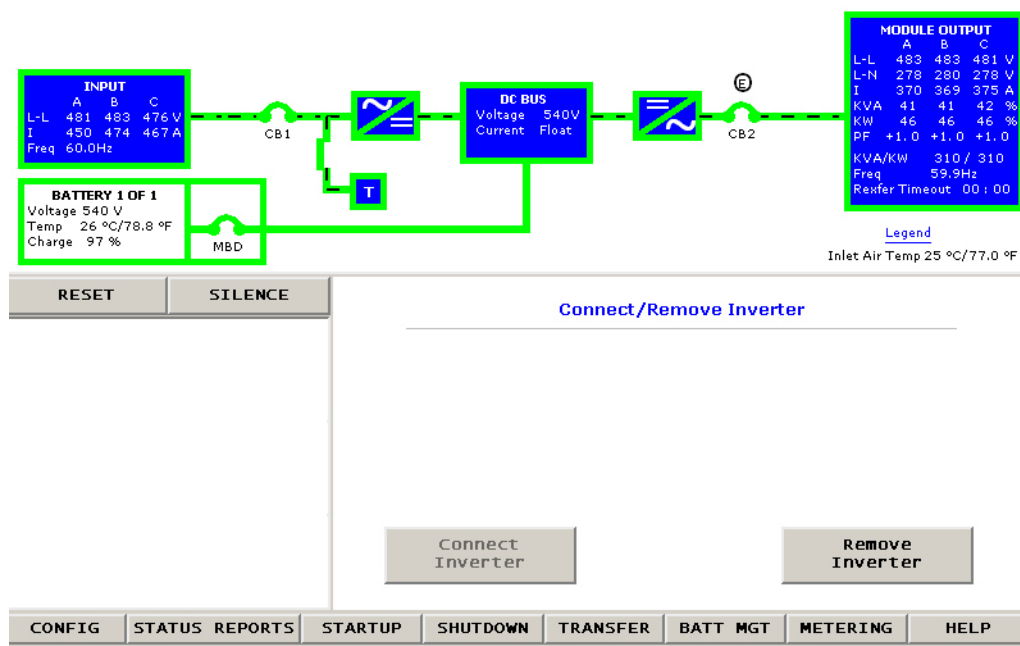 INPUT
A B C
L-L 481 483 476 V
I 450 474 467 A
Freq 60.0Hz
CB1
DC BUS
Voltage 540V
Current Float
E
CB2
MODULE OUTPUT
A B C
L-L 483 483 481 V
L-N 278 280 278 V
I 370 369 375 A
KVA 41 41 42 %
KW 46 46 46 %
PF +1.0 +1.0 +1.0
KVA/KW 310 / 310
Freq 59.9Hz
Rexfer Timeout 00 : 00
T
BATTERY 1 OF 1
Voltage 540 V
Temp 26 ºC/78.8 ºF
Charge 97 %
MBD
Legend
Inlet Air Temp 25 ºC/77.0 ºF
RESET SILENCE
Connect/Remove Inverter
Connect
Inverter
Remove
Inverter
CONFIG STATUS REPORTS STARTUP SHUTDOWN TRANSFER BATT MGT METERING HELP